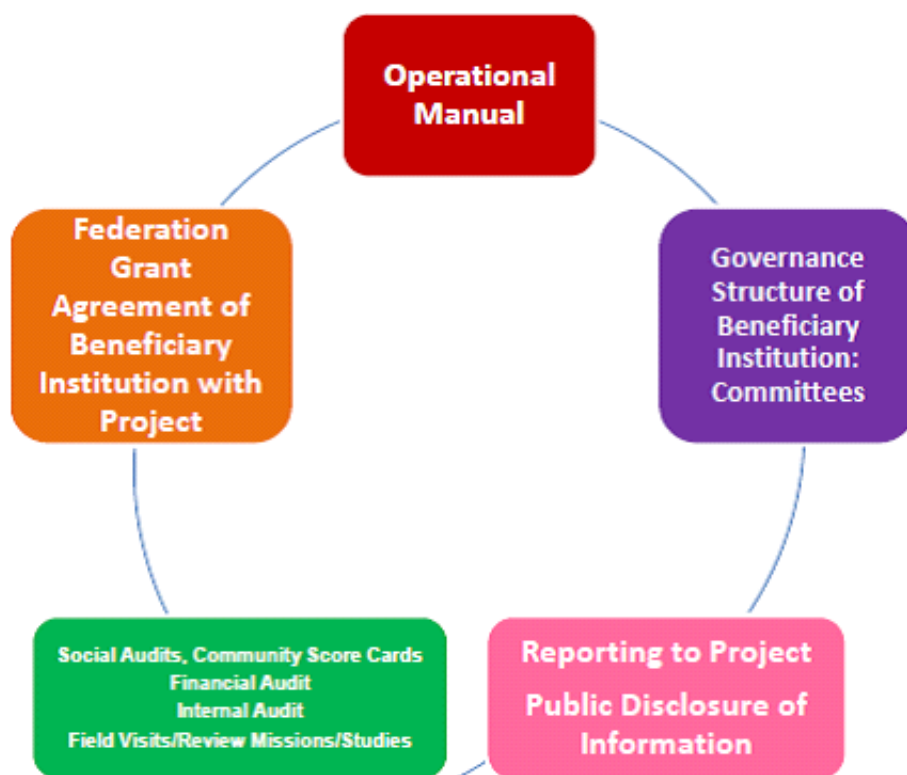 Operational
Manual
Federation
Grant
Agreement of
Beneficiary
Institution with
Project
Governance
Structure of
Beneficiary
Institution:
Committees
Social Audits, Community Score Cards
Financial Audit
Internal Audit
Field Visits/Review Missions/Studies
Reporting to Project
Public Disclosure of
Information